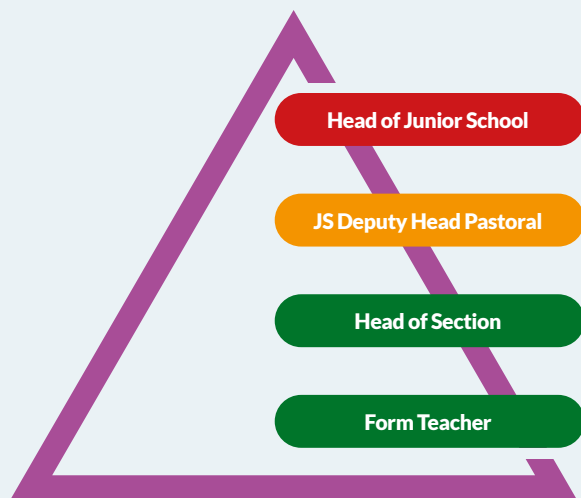 Head of Junior School
JS Deputy Head Pastoral
Head of Section
Form Teacher